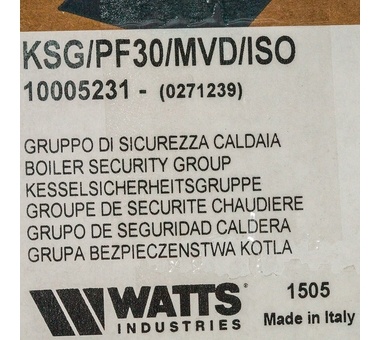 KSG/PF30/MVD/ISO
10005231 - (0271239)
GRUPPO DI SICUREZZA CALDAIA
BOILER SECURITY GROUP
KESSELSICHERHEITSGRUPPE
GROUPE DE SECURITE CHAUDIERE
GRUPO DE SEGURIDAD CALDERA
GRUPA BEZPIECZENSTWA KOTLA
WATTS®
INDUSTRIES
1505
Made in Italy